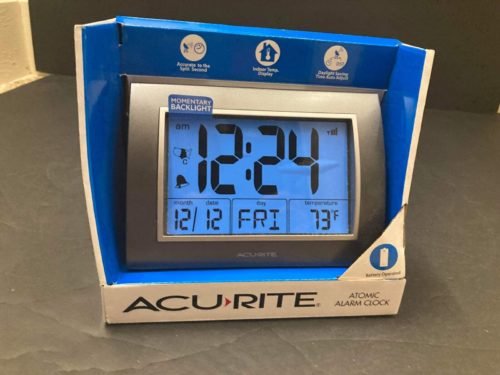 Accurate to the
Split Second
Indoor Temp.
Display
Daylight Saving
Time Auto Adjust
MOMENTARY
BACKLIGHT
am
12:24
C
month date day temperature
12/12 FRI 73°F
ACURITE
Battery Operated
ACURITE®
ATOMIC
ALARM CLOCK